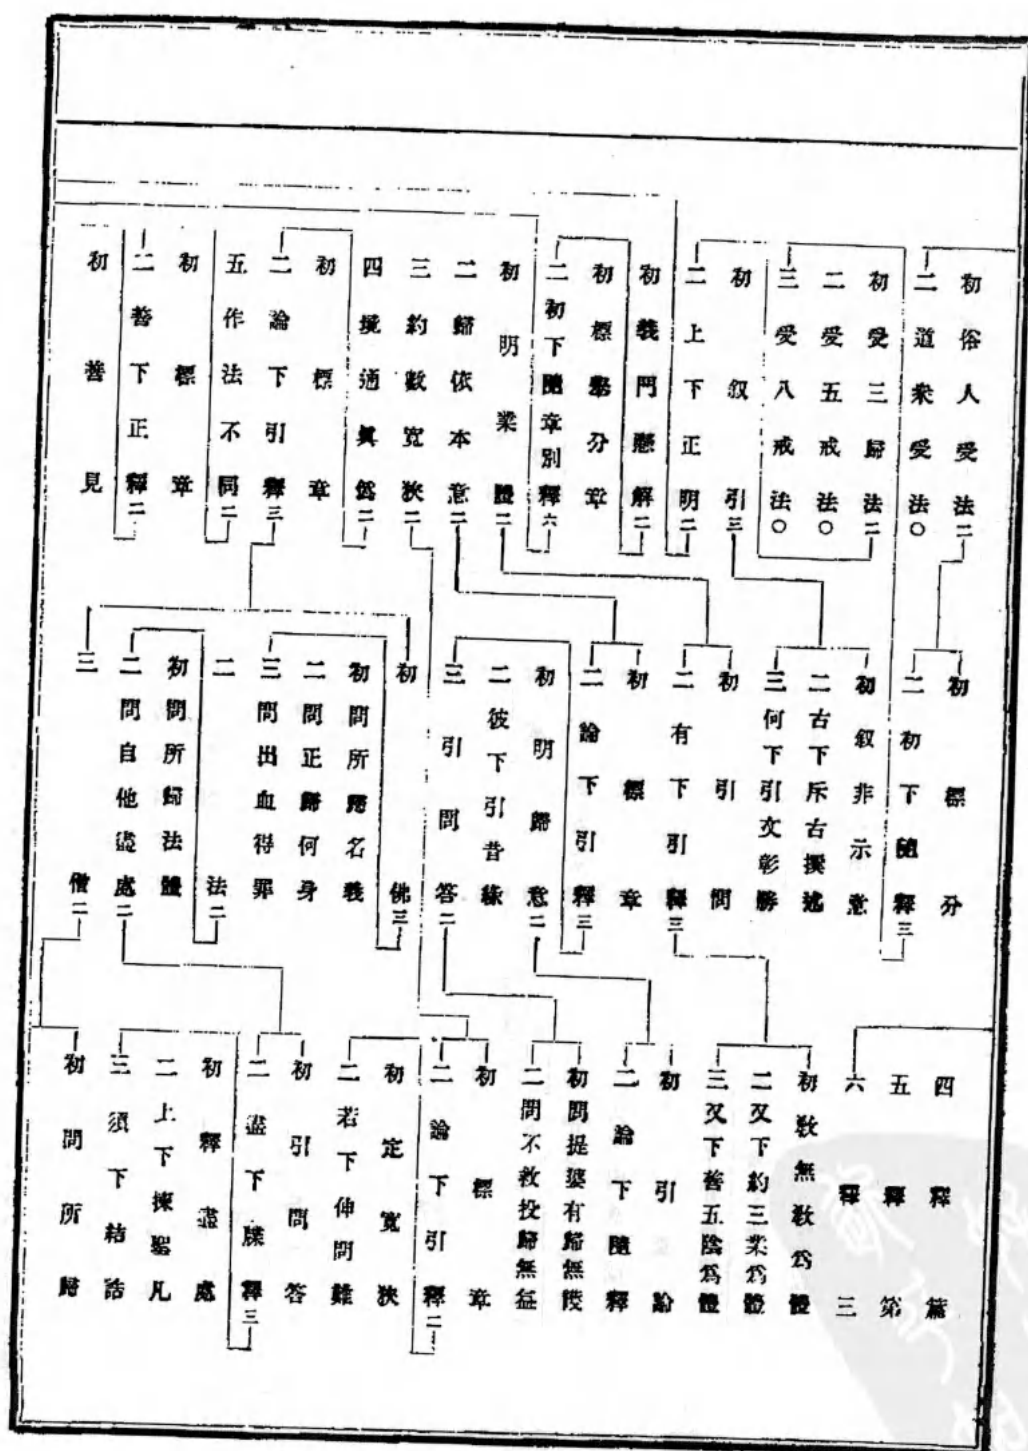 初俗人受法二
二道衆受法○
初受三歸法二
二受五戒法○
三受八戒法○
初叙引三
二上下正明二
初義門懸解二
初標舉分章
二初下隨章別釋六
初明業體二
二歸依本意二
三約數寬狹二
四境通眞僞二
初標章
二論下引釋三
五作法不同二
初標章
二善下正釋二
初善見
初標分
二初下隨釋三
初叙非示意
二古下斥古撰述
三何下引文彰勝
初引問
二有下引釋三
初標章
二論下引釋三
初明歸意二
二彼下引昔緣
三引問答二
初佛三
初問所歸名義
二問正歸何身
三問出血得罪
二法二
初問所歸法體
二問自他盡處二
三僧二
四釋篇
五釋第
六釋三
初敎無敎爲體
二又下約三業爲體
三又下善五陰爲體
初引論
二論下隨釋
初問提婆有歸無
二問不救投歸無益
初標章
二論下引釋二
初定寬狹
二若下伸問難
初引問答
二盡下牒釋三
初釋盡處
二上下揀聖凡
三須下結誥
初問所歸